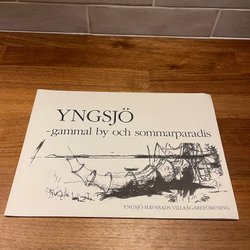 YNGSJÖ
-gammal by och sommarparadis
YNGSJÖ HAVSBADS VILLAÄGAREFÖRENING